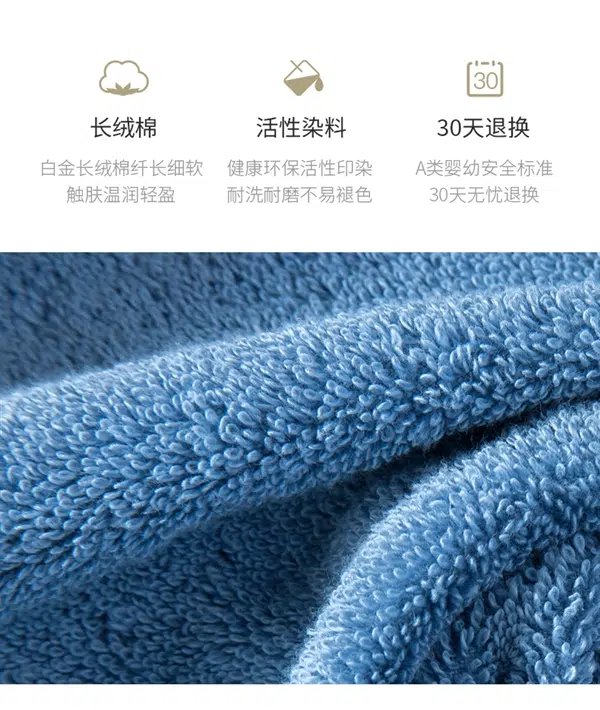 30
长绒棉
白金长绒棉纤长细软
触肤温润轻盈
活性染料
健康环保活性印染
耐洗耐磨不易褪色
30天退换
A类婴幼安全标准
30天无忧退换